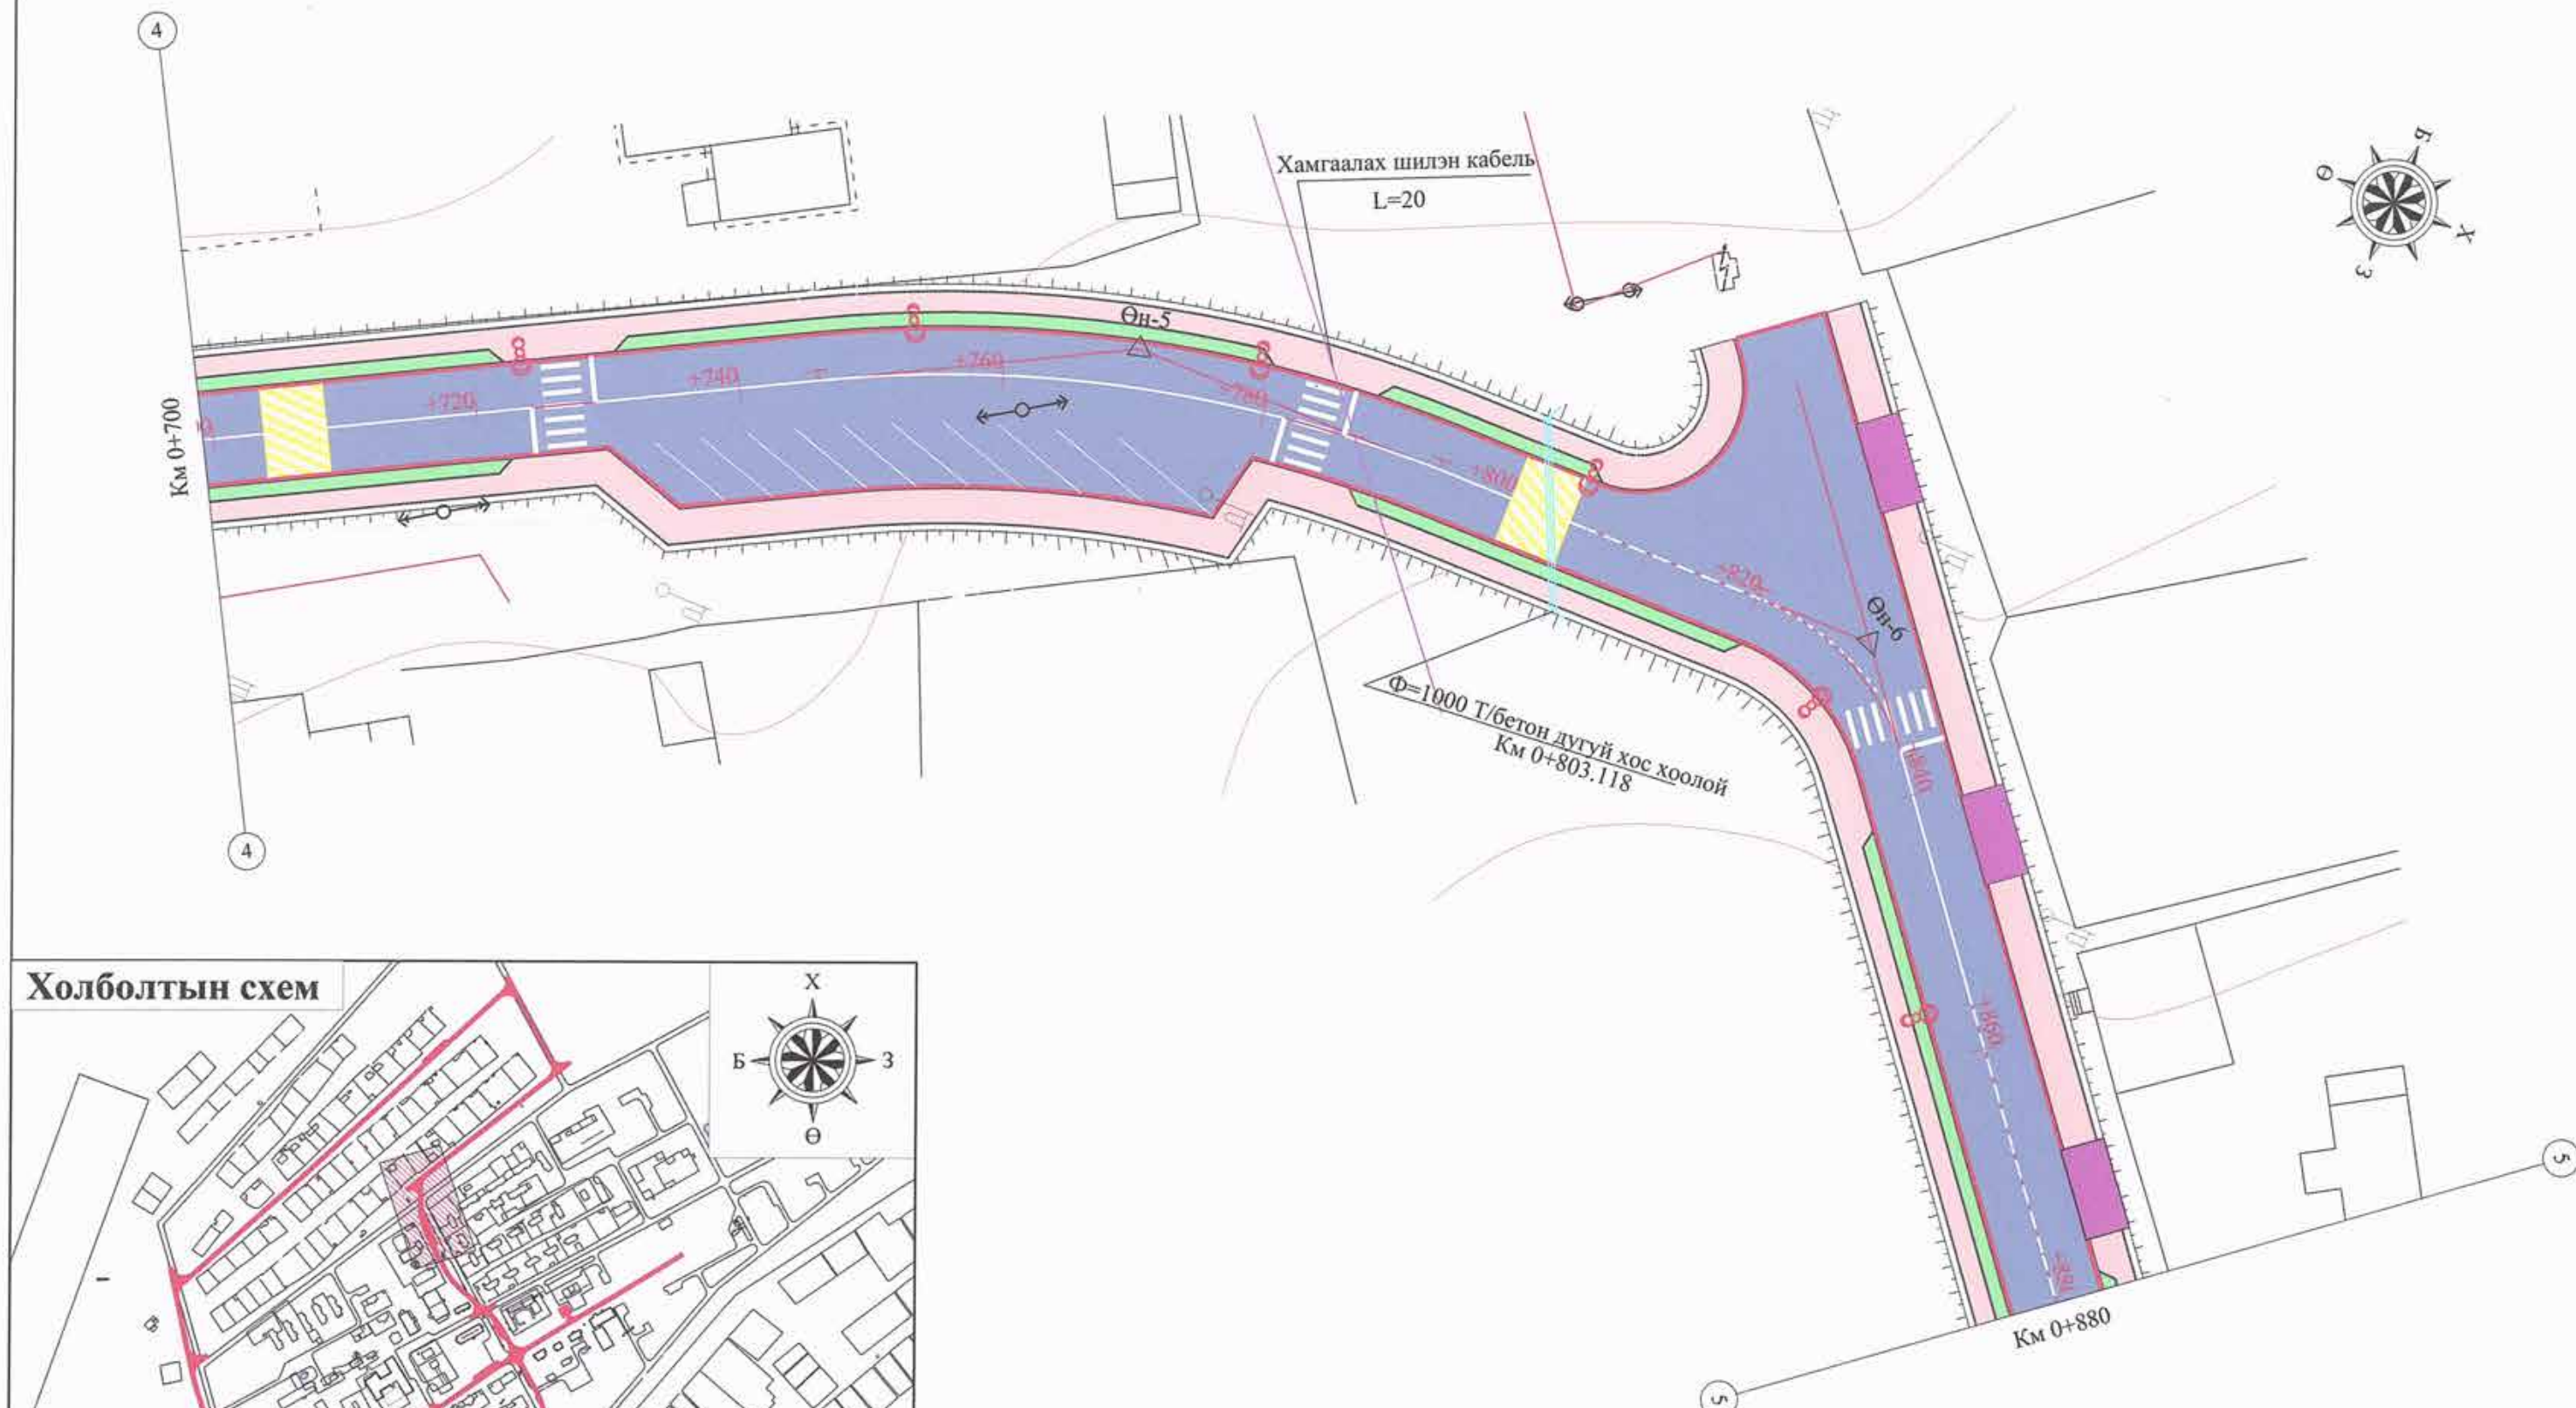 4
Б
Ө
Х
З
Хамгаалах шилэн кабель
L=20
Өн-5
+760
+740
+780
+720
Км 0+700
+800
+820
Өн-6
Ф=1000 Т/бетон дугуй хос хоолой
Км 0+803.118
+840
4
Холболтын схем
Х
Б
З
Ө
+860
5
Км 0+880
5